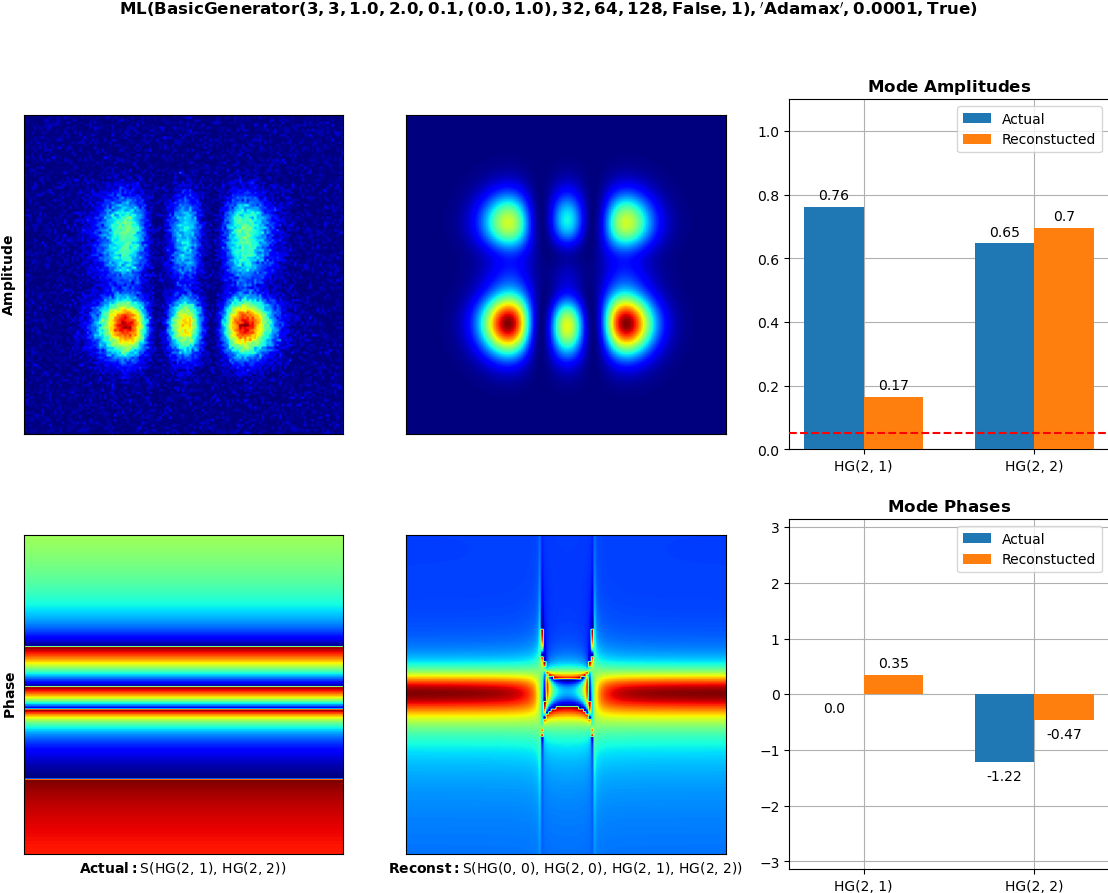 ML(BasicGenerator(3, 3, 1.0, 2.0, 0.1, (0.0, 1.0), 32, 64, 128, False, 1), ′Adamax′, 0.0001, True)
Amplitude
Mode Amplitudes
Actual
Reconstucted
1.0
0.8
0.6
0.4
0.2
0.0
0.76
0.17
0.65
0.7
HG(2, 1)
HG(2, 2)
Phase
Actual: S(HG(2, 1), HG(2, 2))
Reconst: S(HG(0, 0), HG(2, 0), HG(2, 1), HG(2, 2))
Mode Phases
Actual
Reconstucted
3
2
1
0
−1
−2
−3
0.0
0.35
-1.22
-0.47
HG(2, 1)
HG(2, 2)